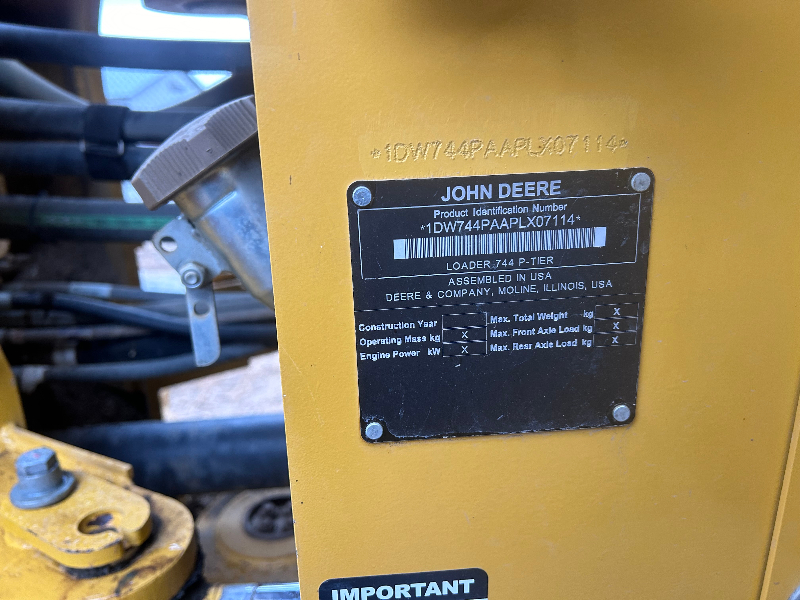 *1DW744PAAPLX07114*
JOHN DEERE
Product Identification Number
*1DW744PAAPLX07114*
LOADER 744 P-TIER
ASSEMBLED IN USA
DEERE & COMPANY, MOLINE, ILLINOIS, USA
Construction Year
Operating Mass kg X
Engine Power kW X
Max. Total Weight kg X
Max. Front Axle Load kg X
Max. Rear Axle Load kg X
IMPORTANT